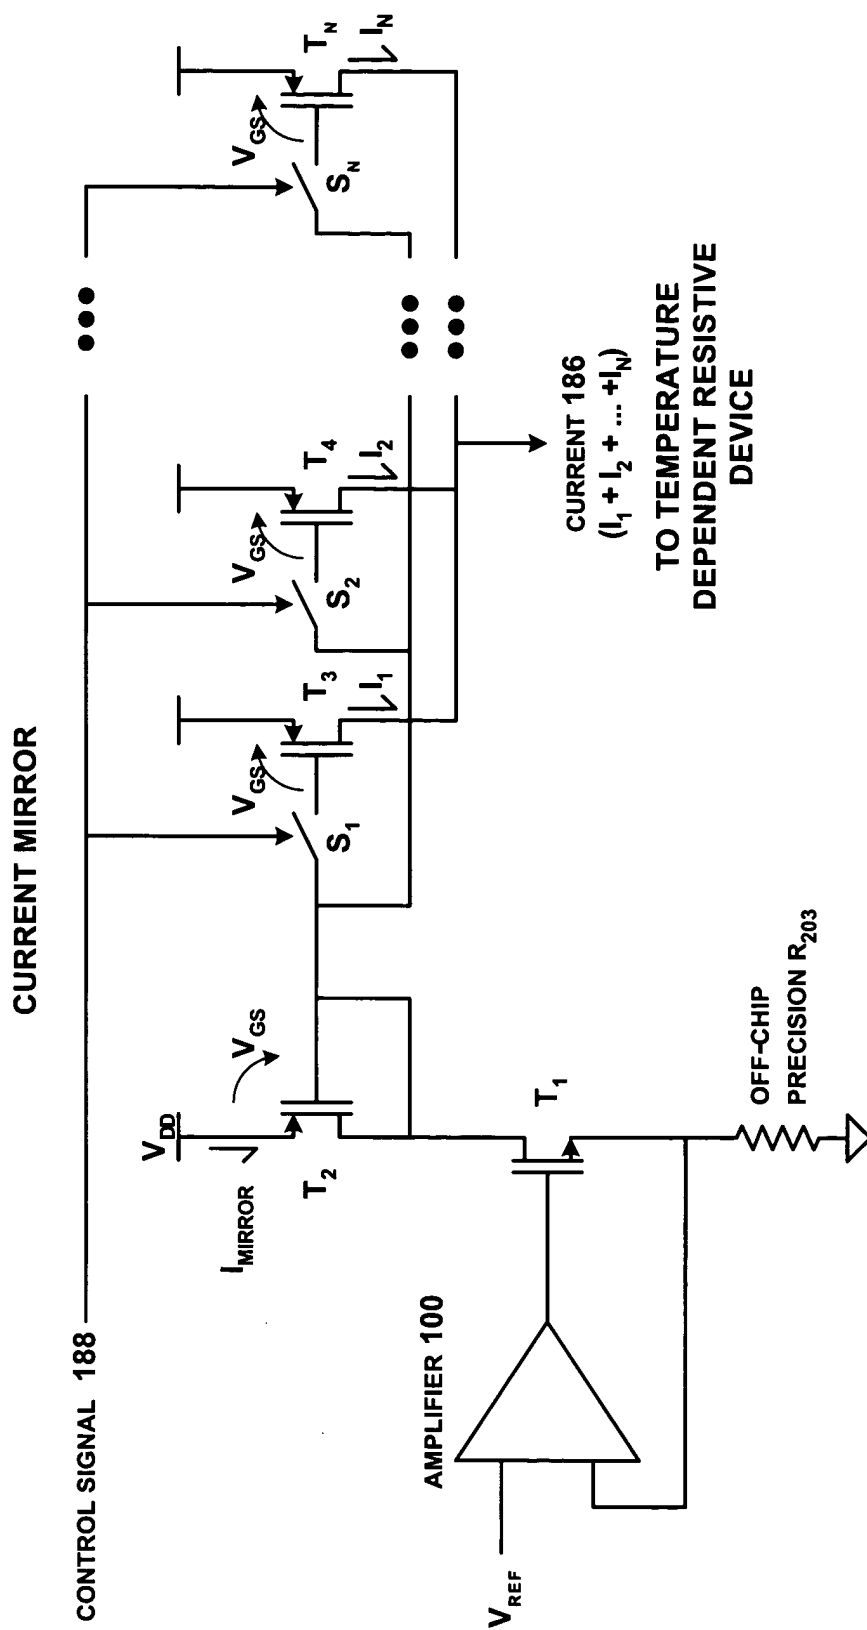 CURRENT MIRROR
CONTROL SIGNAL 188
V_DD
V_GS
I_MIRROR
T_2
S_1
V_GS
T_3
I_1
S_2
V_GS
T_4
I_2
S_N
V_GS
T_N
I_N
AMPLIFIER 100
V_REF
T_1
OFF-CHIP
PRECISION R_203
CURRENT 186
(I_1 + I_2 + ... +I_N)
TO TEMPERATURE
DEPENDENT RESISTIVE
DEVICE